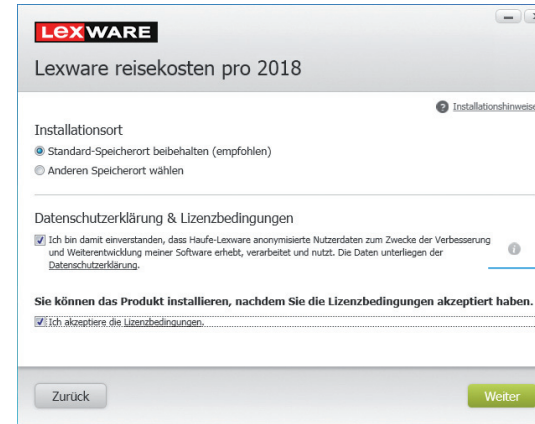 LEXWARE
Lexware reisekosten pro 2018
Installationshinweise
Installationsort
Standard-Speicherort beibehalten (empfohlen)
Anderen Speicherort wählen
Datenschutzerklärung & Lizenzbedingungen
Ich bin damit einverstanden, dass Haufe-Lexware anonymisierte Nutzerdaten zum Zwecke der Verbesserung
und Weiterentwicklung meiner Software erhebt, verarbeitet und nutzt. Die Daten unterliegen der
Datenschutzerklärung.
Sie können das Produkt installieren, nachdem Sie die Lizenzbedingungen akzeptiert haben.
Ich akzeptiere die Lizenzbedingungen.
Zurück
Weiter